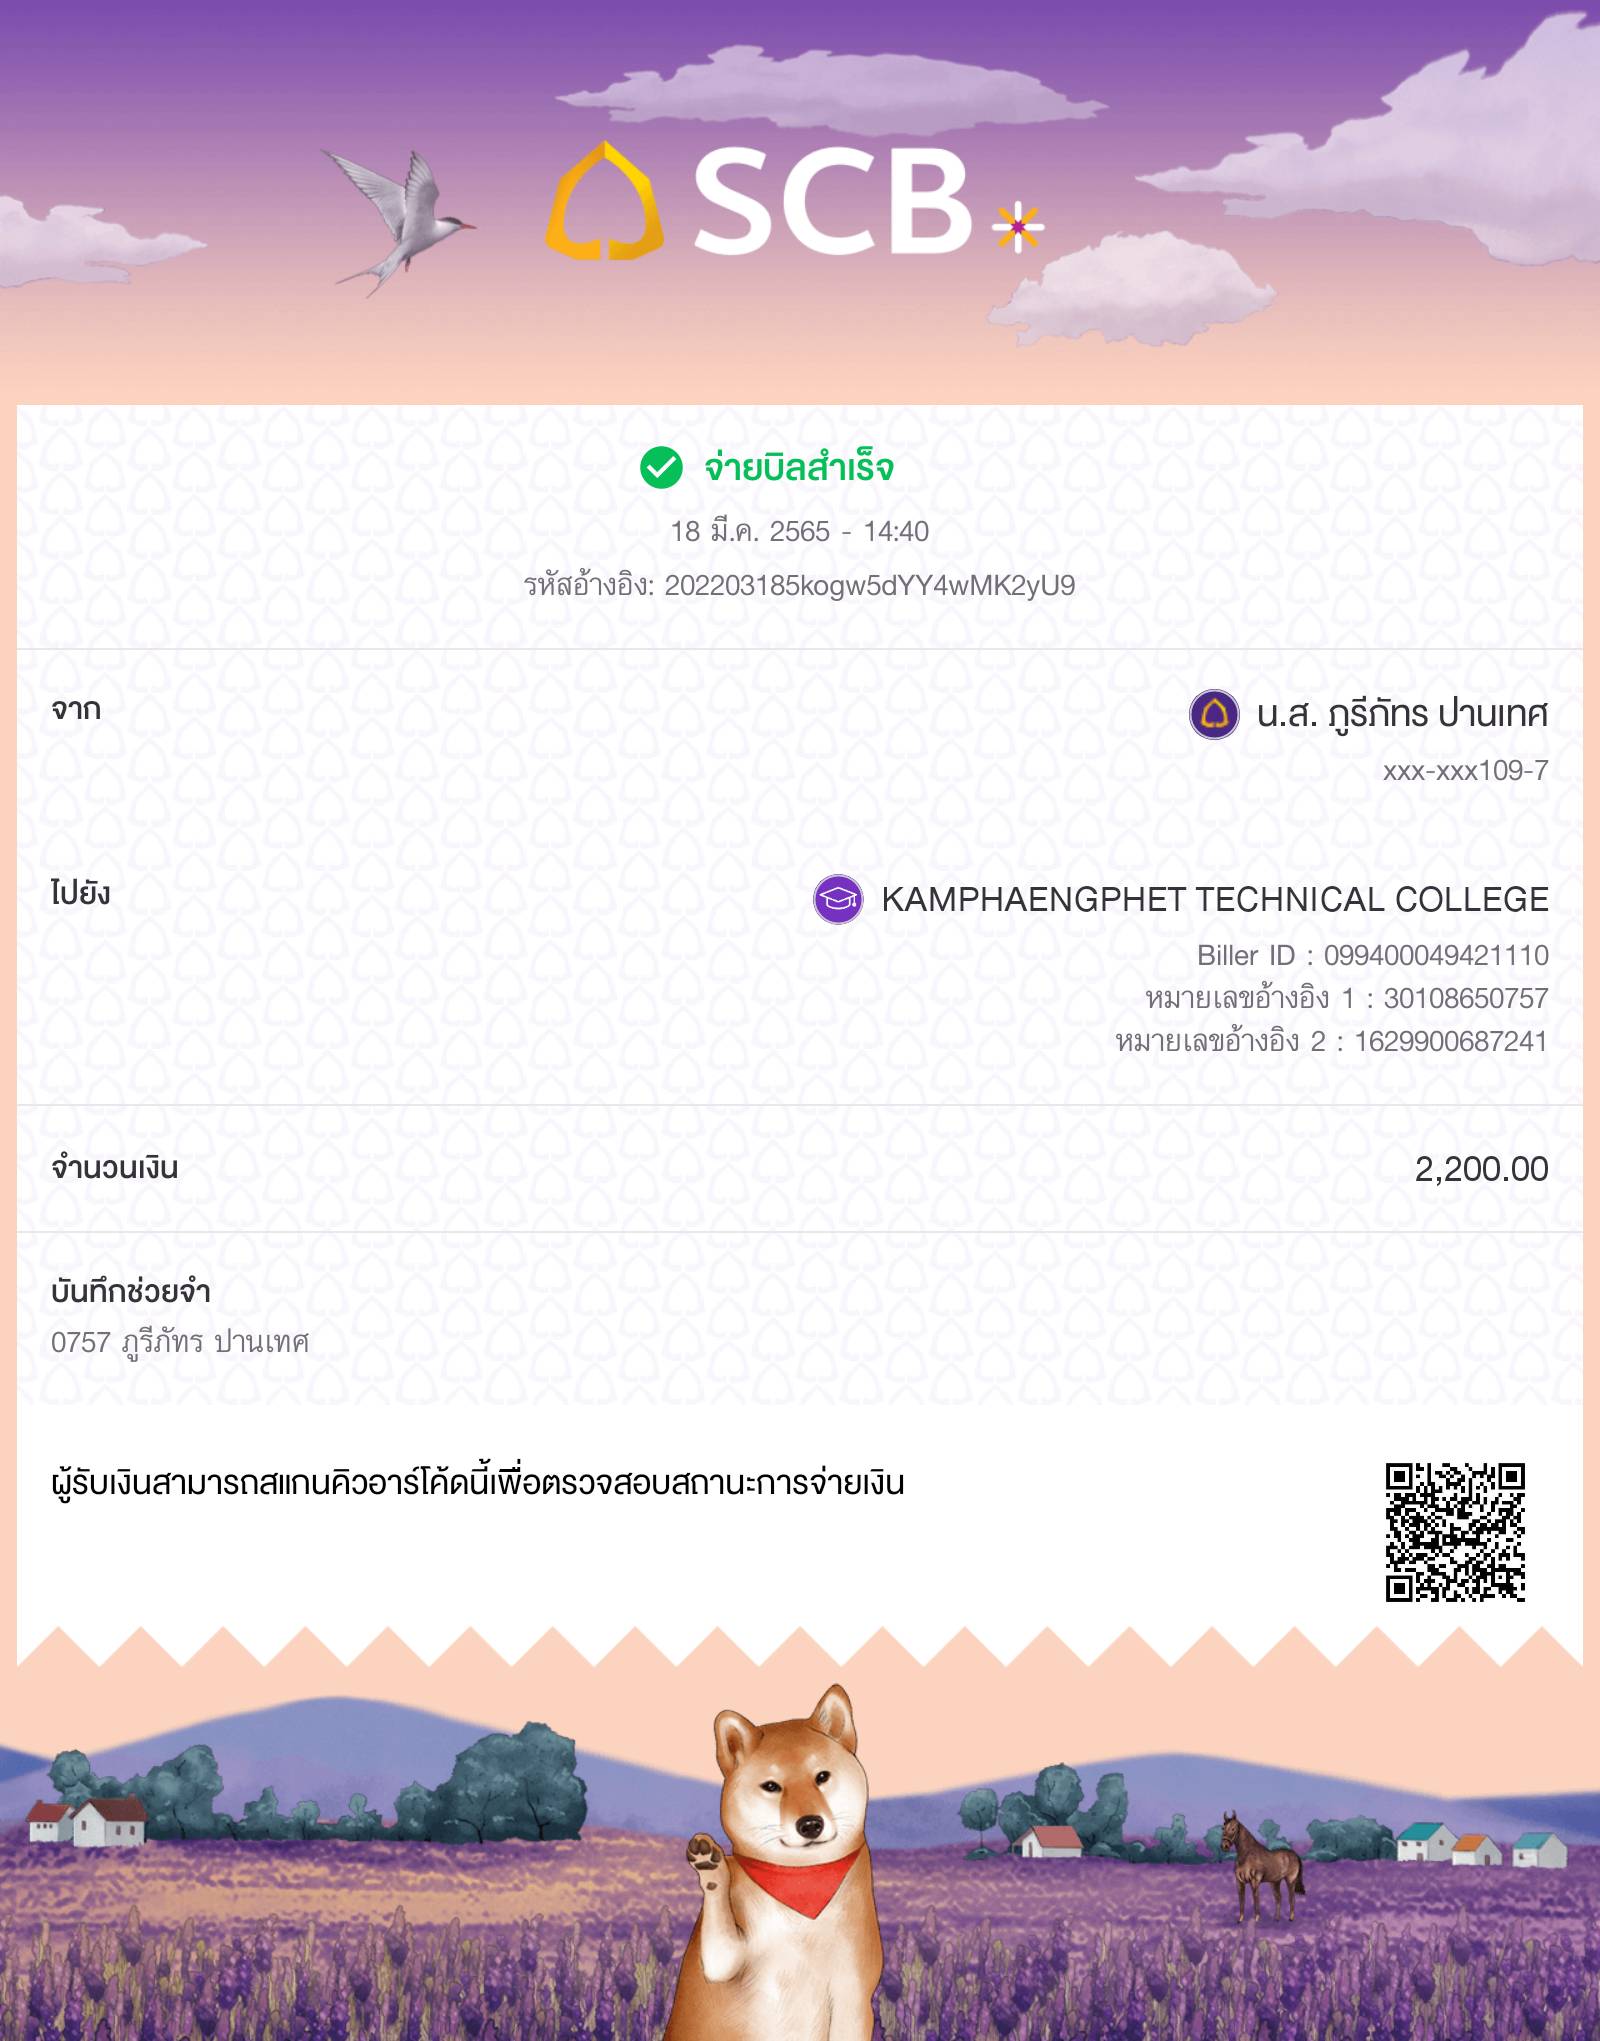 SCB
จ่ายบิลสำเร็จ
18 มี.ค. 2565 - 14:40
รหัสอ้างอิง: 202203185kogw5dYY4wMK2yU9
จาก
น.ส. ภูรีภัทร ปานเทศ
xxx-xxx109-7
ไปยัง
KAMPHAENGPHET TECHNICAL COLLEGE
Biller ID : 099400049421110
หมายเลขอ้างอิง 1 : 30108650757
หมายเลขอ้างอิง 2 : 1629900687241
จำนวนเงิน
2,200.00
บันทึกช่วยจำ
0757 ภูรีภัทร ปานเทศ
ผู้รับเงินสามารถสแกนคิวอาร์โค้ดนี้เพื่อตรวจสอบสถานะการจ่ายเงิน